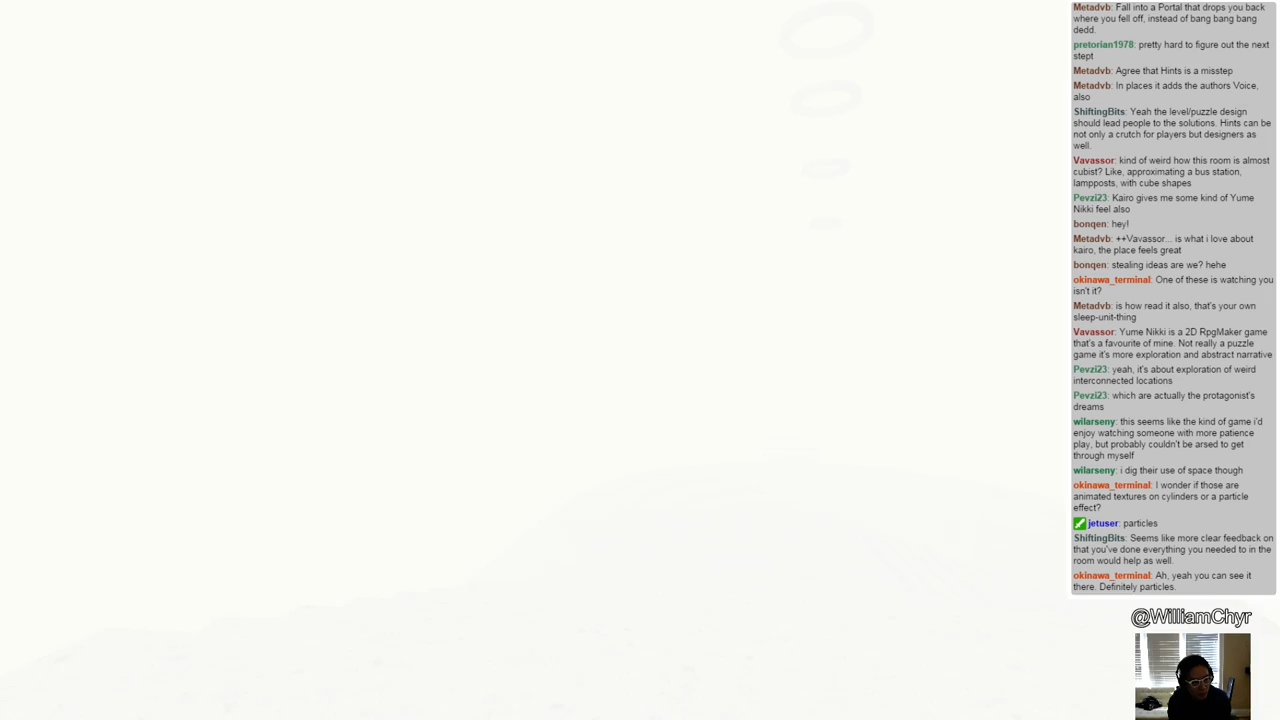 Metadvb: Fall into a Portal that drops you back
where you fell off, instead of bang bang bang
dedd.
pretorian1978: pretty hard to figure out the next
stept
Metadvb: Agree that Hints is a misstep
Metadvb: In places it adds the authors Voice,
also
ShiftingBits: Yeah the level/puzzle design
should lead people to the solutions. Hints can be
not only a crutch for players but designers as
well.
Vavassor: kind of weird how this room is almost
cubist? Like, approximating a bus station,
lampposts, with cube shapes
Pevzi23: Kairo gives me some kind of Yume
Nikki feel also
bonqen: hey!
Metadvb: ++Vavassor... is what i love about
kairo, the place feels great
bonqen: stealing ideas are we? hehe
okinawa_terminal: One of these is watching you
isn't it?
Metadvb: is how read it also, that's your own
sleep-unit-thing
Vavassor: Yume Nikki is a 2D RpgMaker game
that's a favourite of mine. Not really a puzzle
game it's more exploration and abstract narrative
Pevzi23: yeah, it's about exploration of weird
interconnected locations
Pevzi23: which are actually the protagonist's
dreams
wilarseny: this seems like the kind of game i'd
enjoy watching someone with more patience
play, but probably couldn't be arsed to get
through myself
wilarseny: i dig their use of space though
okinawa_terminal: I wonder if those are
animated textures on cylinders or a particle
effect?
jetuser: particles
ShiftingBits: Seems like more clear feedback on
that you've done everything you needed to in the
room would help as well.
okinawa_terminal: Ah, yeah you can see it
there. Definitely particles.
@WilliamChyr